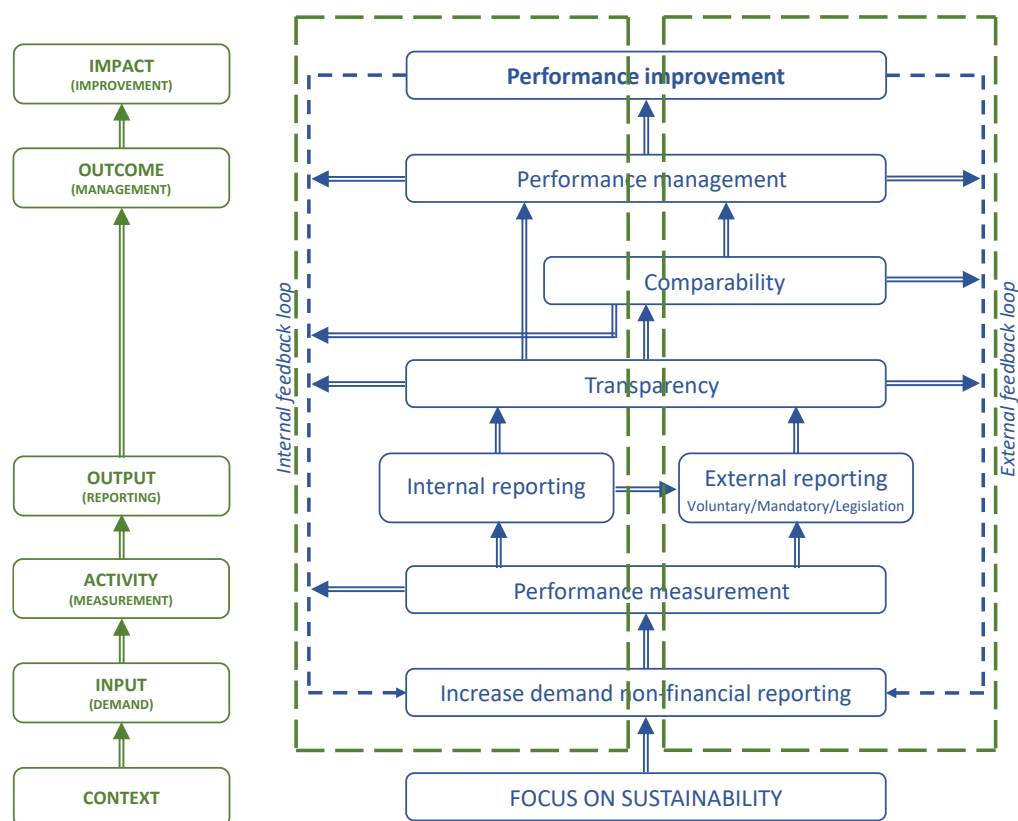 IMPACT
(IMPROVEMENT)
OUTCOME
(MANAGEMENT)
OUTPUT
(REPORTING)
ACTIVITY
(MEASUREMENT)
INPUT
(DEMAND)
CONTEXT
Internal feedback loop
Performance improvement
Performance management
Comparability
Transparency
Internal reporting
External reporting
Voluntary/Mandatory/Legislation
Performance measurement
Increase demand non-financial reporting
FOCUS ON SUSTAINABILITY
External feedback loop